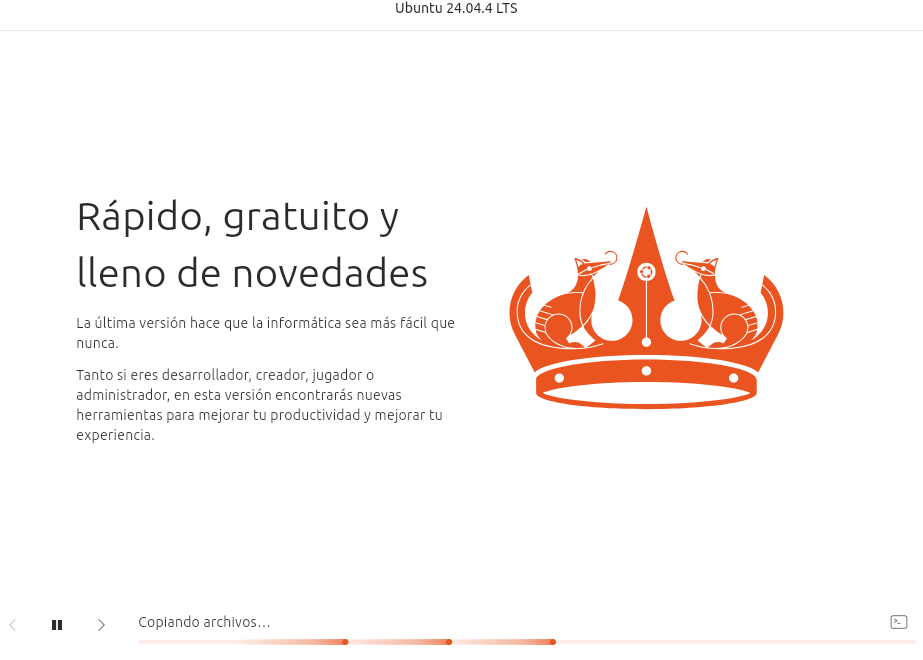 Ubuntu 24.04.4 LTS
Rápido, gratuito y
lleno de novedades
La última versión hace que la informática sea más fácil que
nunca.
Tanto si eres desarrollador, creador, jugador o
administrador, en esta versión encontrarás nuevas
herramientas para mejorar tu productividad y mejorar tu
experiencia.
Copiando archivos…